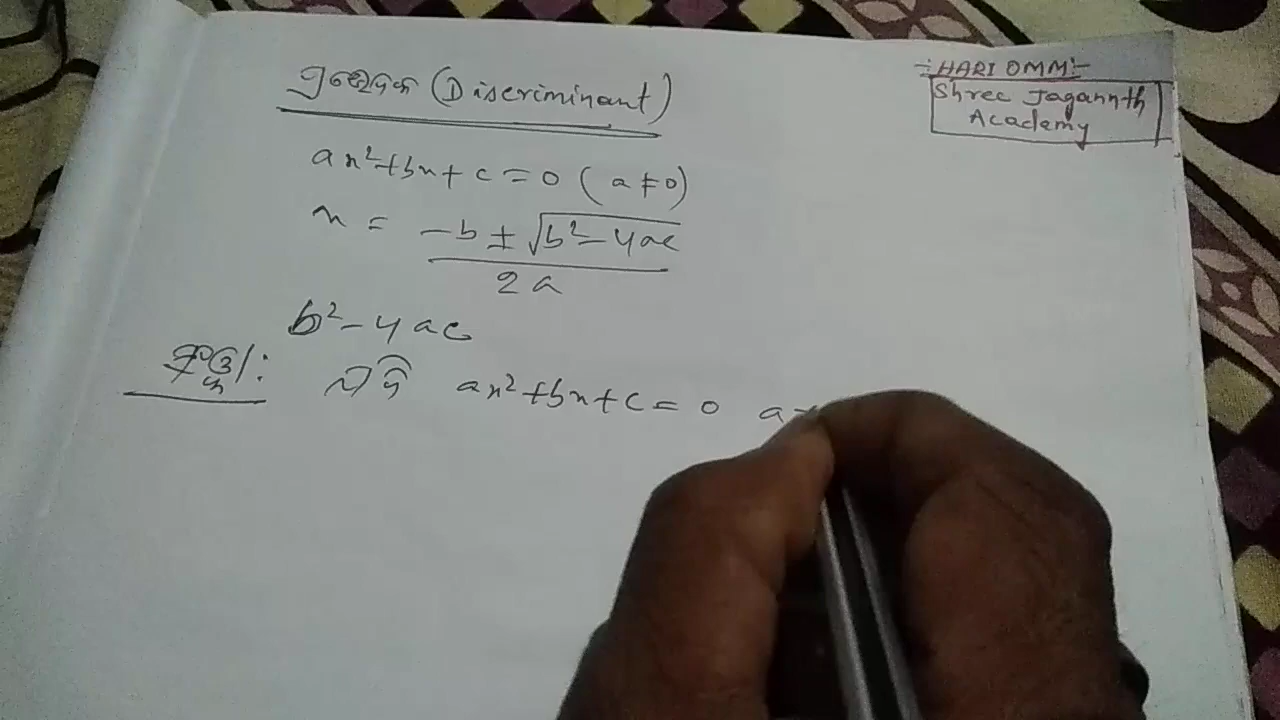 ପ୍ରଭେଦକ (Discriminant)
-: HARI OMM :-
Shree Jagannth
Academy
ax²+bx+c=0 (a≠0)
x = (-b ± √(b²-4ac)) / 2a
b²-4ac
ଯଦି ax²+bx+c=0 a